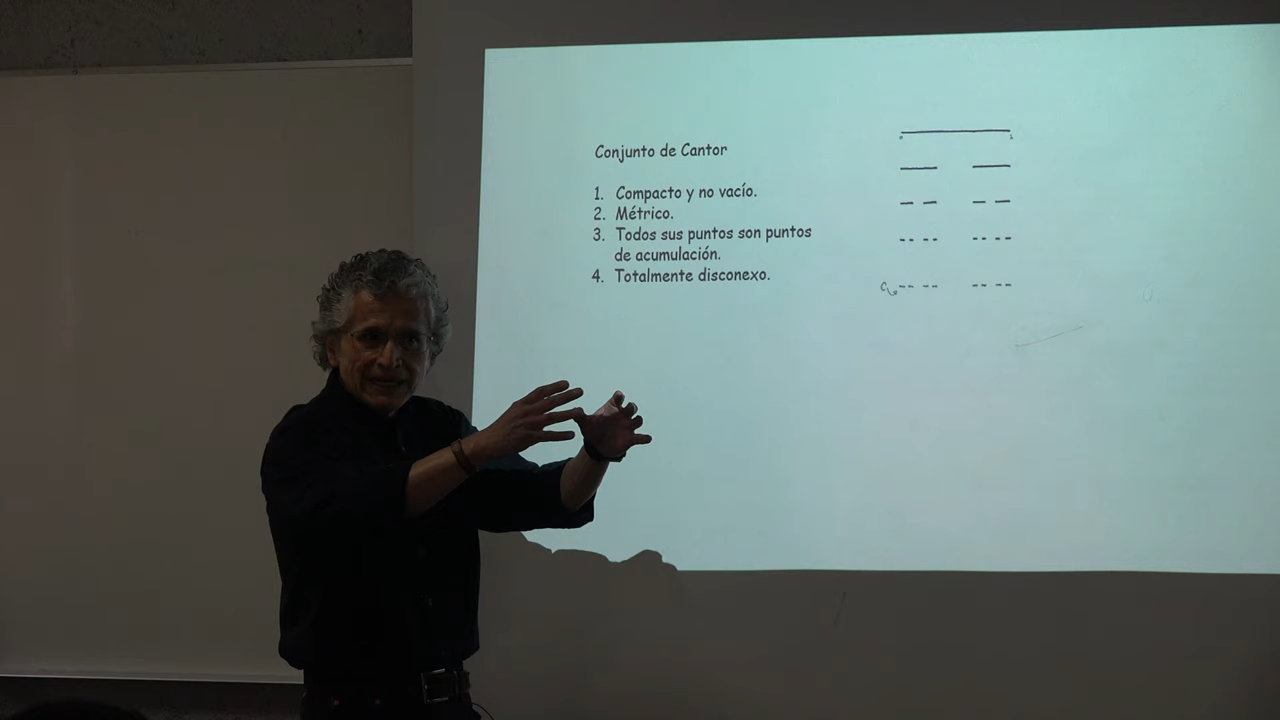 Conjunto de Cantor
1. Compacto y no vacío.
2. Métrico.
3. Todos sus puntos son puntos
de acumulación.
4. Totalmente disconexo.